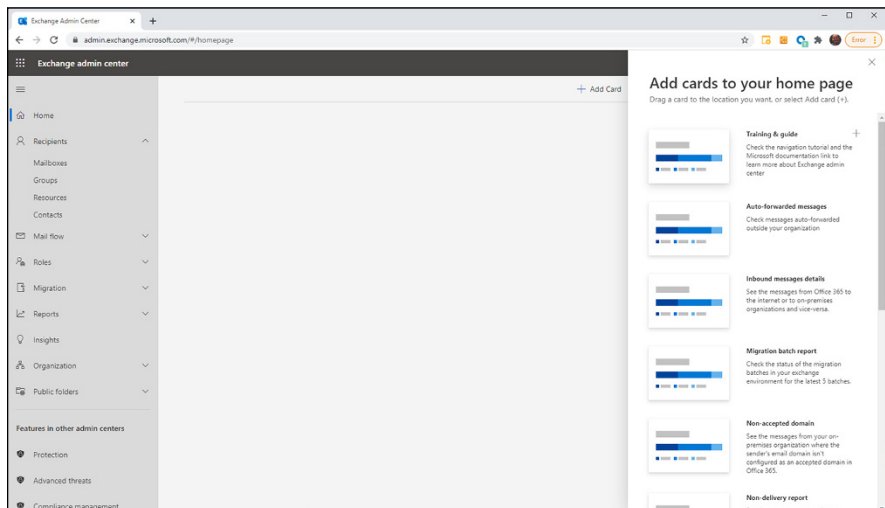 Exchange Admin Center
admin.exchange.microsoft.com/#/homepage
Error
Exchange admin center
Add Card
Home
Recipients
Mailboxes
Groups
Resources
Contacts
Mail flow
Roles
Migration
Reports
Insights
Organization
Public folders
Features in other admin centers
Protection
Advanced threats
Compliance management
Add cards to your home page
Drag a card to the location you want, or select Add card (+).
Training & guide
Check the navigation tutorial and the
Microsoft documentation link to
learn more about Exchange admin
center
Auto-forwarded messages
Check messages auto-forwarded
outside your organization
Inbound messages details
See the messages from Office 365 to
the internet or to on-premises
organizations and vice-versa.
Migration batch report
Check the status of the migration
batches in your exchange
environment for the latest 5 batches.
Non-accepted domain
See the messages from your on-
premises organization where the
sender's email domain isn't
configured as an accepted domain in
Office 365.
Non-delivery report